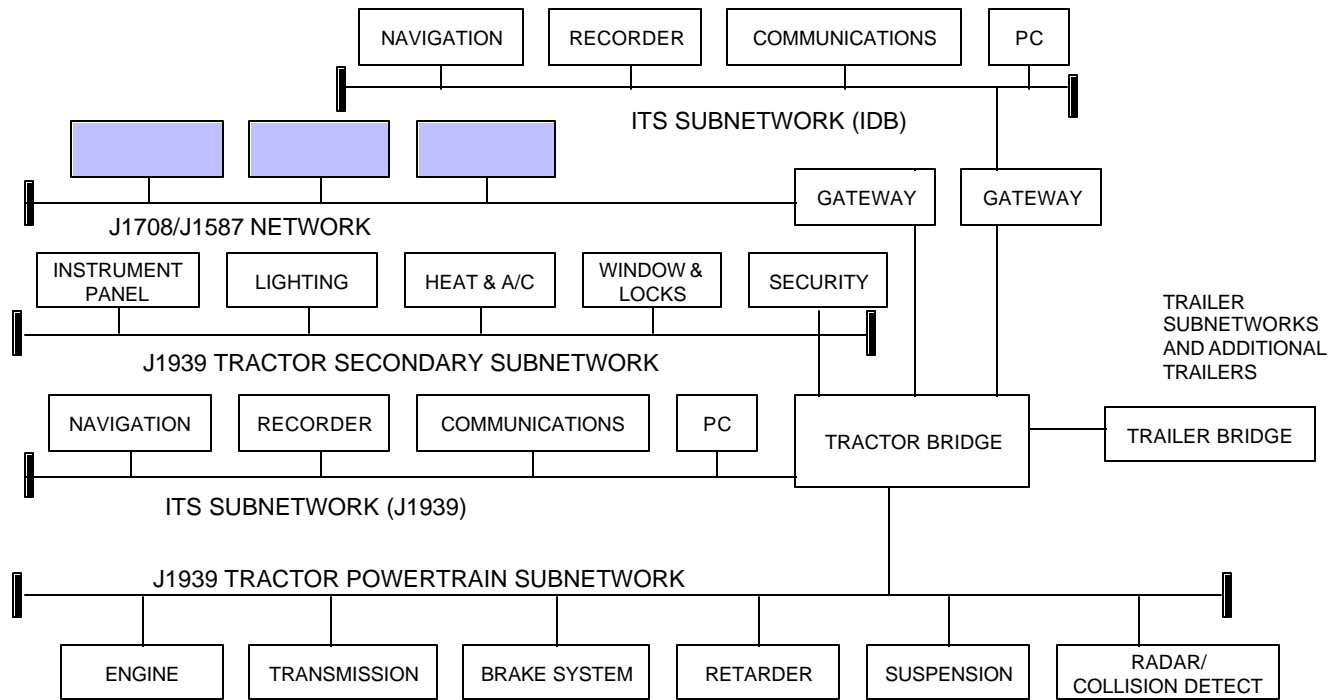 NAVIGATION
RECORDER
COMMUNICATIONS
PC
ITS SUBNETWORK (IDB)
GATEWAY
GATEWAY
J1708/J1587 NETWORK
INSTRUMENT
PANEL
LIGHTING
HEAT & A/C
WINDOW &
LOCKS
SECURITY
J1939 TRACTOR SECONDARY SUBNETWORK
TRAILER
SUBNETWORKS
AND ADDITIONAL
TRAILERS
NAVIGATION
RECORDER
COMMUNICATIONS
PC
TRACTOR BRIDGE
TRAILER BRIDGE
ITS SUBNETWORK (J1939)
J1939 TRACTOR POWERTRAIN SUBNETWORK
ENGINE
TRANSMISSION
BRAKE SYSTEM
RETARDER
SUSPENSION
RADAR/
COLLISION DETECT